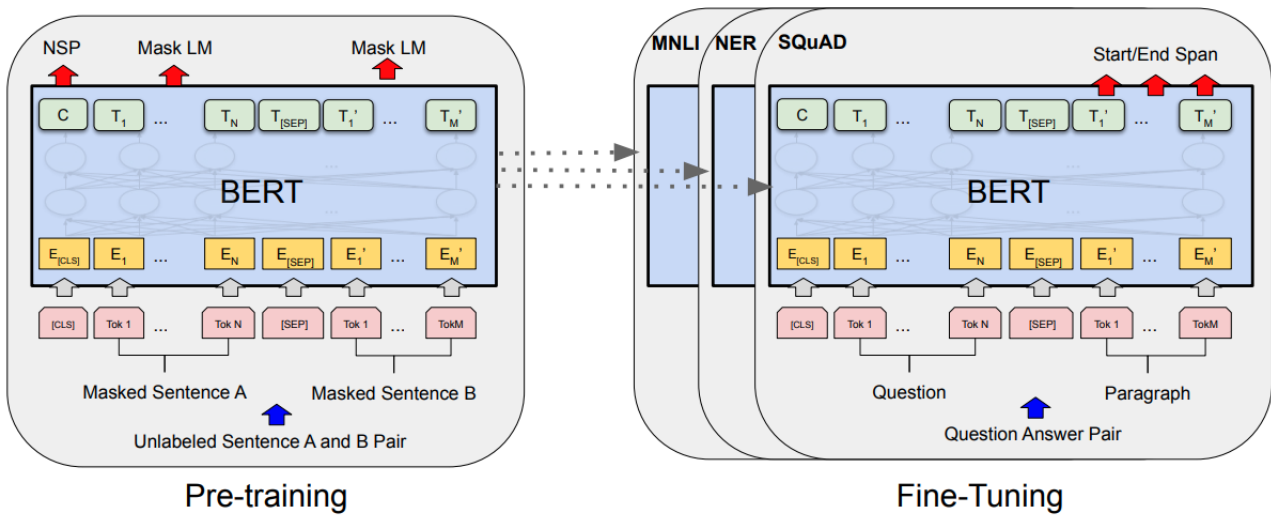 NSP Mask LM Mask LM
C T1 ... TN T[SEP] T1' ... TM'
...
BERT
...
E[CLS] E1 ... EN E[SEP] E1' ... EM'
[CLS] Tok 1 ... Tok N [SEP] Tok 1 ... TokM
Masked Sentence A Masked Sentence B
Unlabeled Sentence A and B Pair
Pre-training
MNLI NER SQuAD
Start/End Span
C T1 ... TN T[SEP] T1' ... TM'
...
BERT
...
E[CLS] E1 ... EN E[SEP] E1' ... EM'
[CLS] Tok 1 ... Tok N [SEP] Tok 1 ... TokM
Question Paragraph
Question Answer Pair
Fine-Tuning